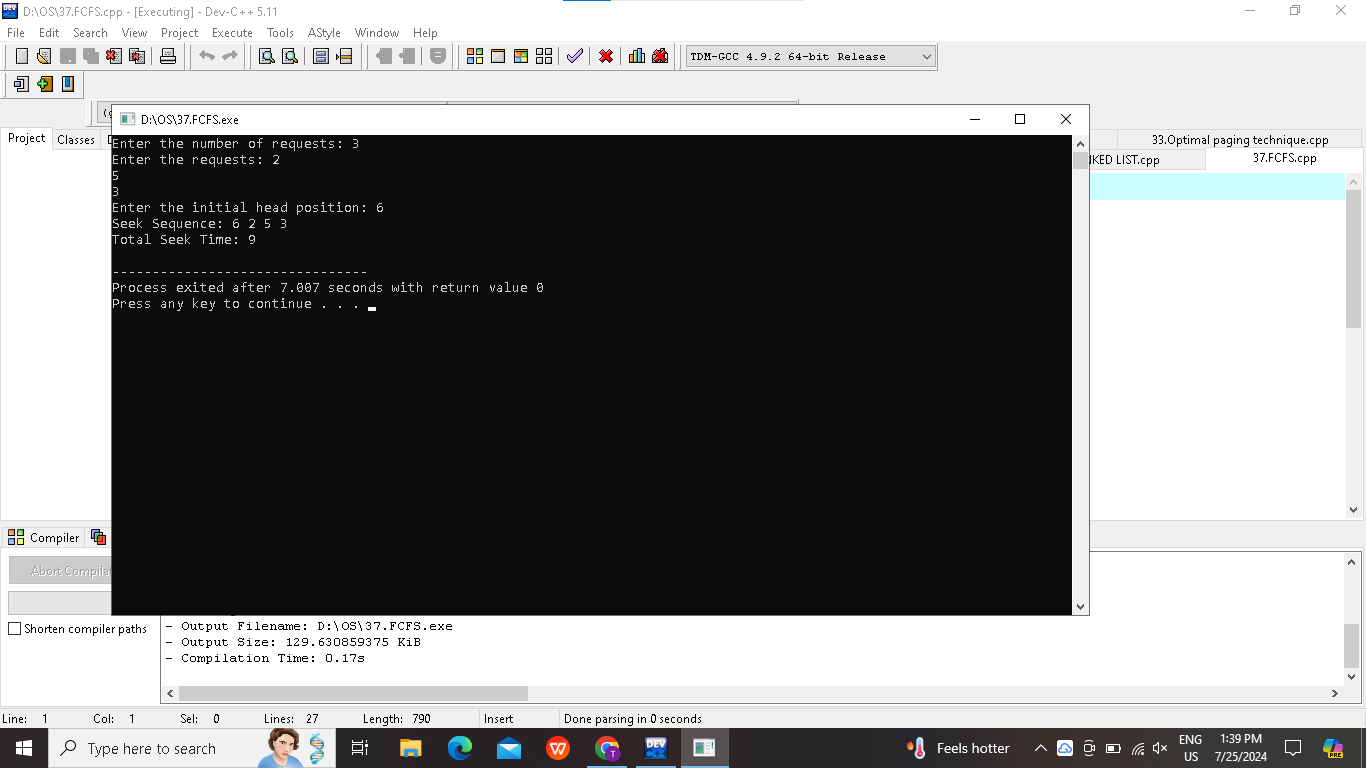 D:\OS\37.FCFS.cpp - [Executing] - Dev-C++ 5.11
File Edit Search View Project Execute Tools AStyle Window Help
TDM-GCC 4.9.2 64-bit Release
D:\OS\37.FCFS.exe
Project Classes
33.Optimal paging technique.cpp
KED LIST.cpp 37.FCFS.cpp
Enter the number of requests: 3
Enter the requests: 2
5
3
Enter the initial head position: 6
Seek Sequence: 6 2 5 3
Total Seek Time: 9
--------------------------------
Process exited after 7.007 seconds with return value 0
Press any key to continue . . .
Compiler
Abort Compilat
Shorten compiler paths
- Output Filename: D:\OS\37.FCFS.exe
- Output Size: 129.630859375 KiB
- Compilation Time: 0.17s
Line: 1 Col: 1 Sel: 0 Lines: 27 Length: 790 Insert Done parsing in 0 seconds
Type here to search
DEV
Feels hotter
ENG
US
1:39 PM
7/25/2024
PRE